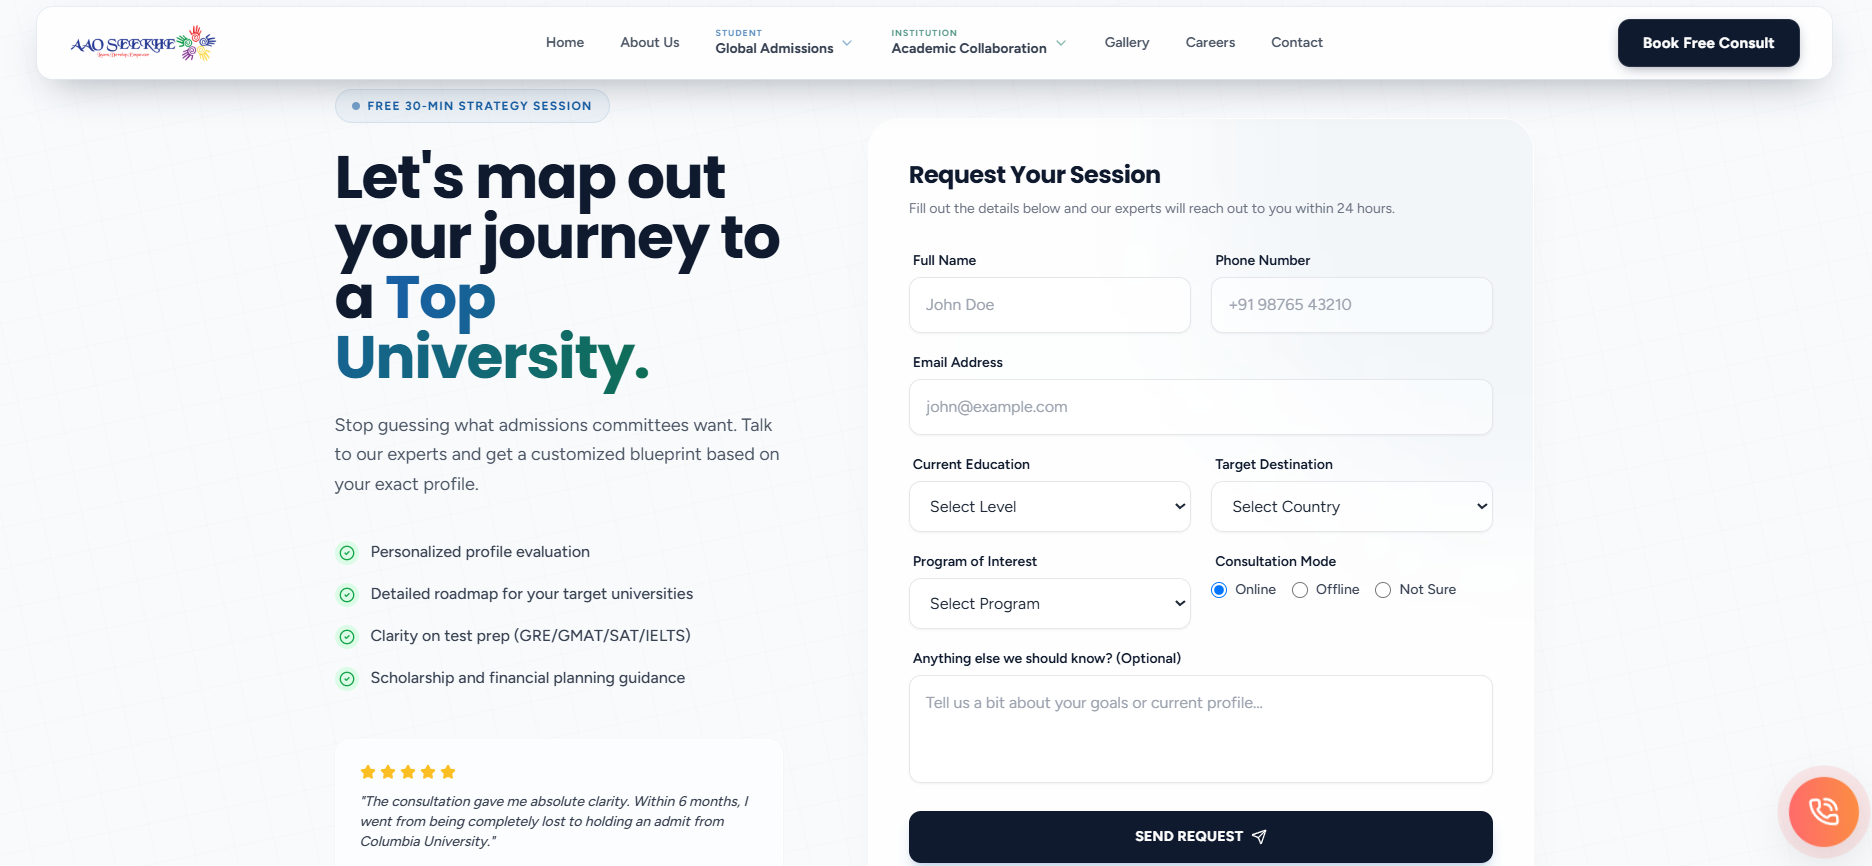 AAO SEEKHE
STUDENT
INSTITUTION
Home
About Us
Global Admissions
Academic Collaboration
Gallery
Careers
Contact
Book Free Consult
FREE 30-MIN STRATEGY SESSION
Let's map out
your journey to
a Top
University.
Stop guessing what admissions committees want. Talk
to our experts and get a customized blueprint based on
your exact profile.
Personalized profile evaluation
Detailed roadmap for your target universities
Clarity on test prep (GRE/GMAT/SAT/IELTS)
Scholarship and financial planning guidance
"The consultation gave me absolute clarity. Within 6 months, I
went from being completely lost to holding an admit from
Columbia University."
Request Your Session
Fill out the details below and our experts will reach out to you within 24 hours.
Full Name
Phone Number
John Doe
+91 98765 43210
Email Address
john@example.com
Current Education
Target Destination
Select Level
Select Country
Program of Interest
Consultation Mode
Select Program
Online
Offline
Not Sure
Anything else we should know? (Optional)
Tell us a bit about your goals or current profile...
SEND REQUEST